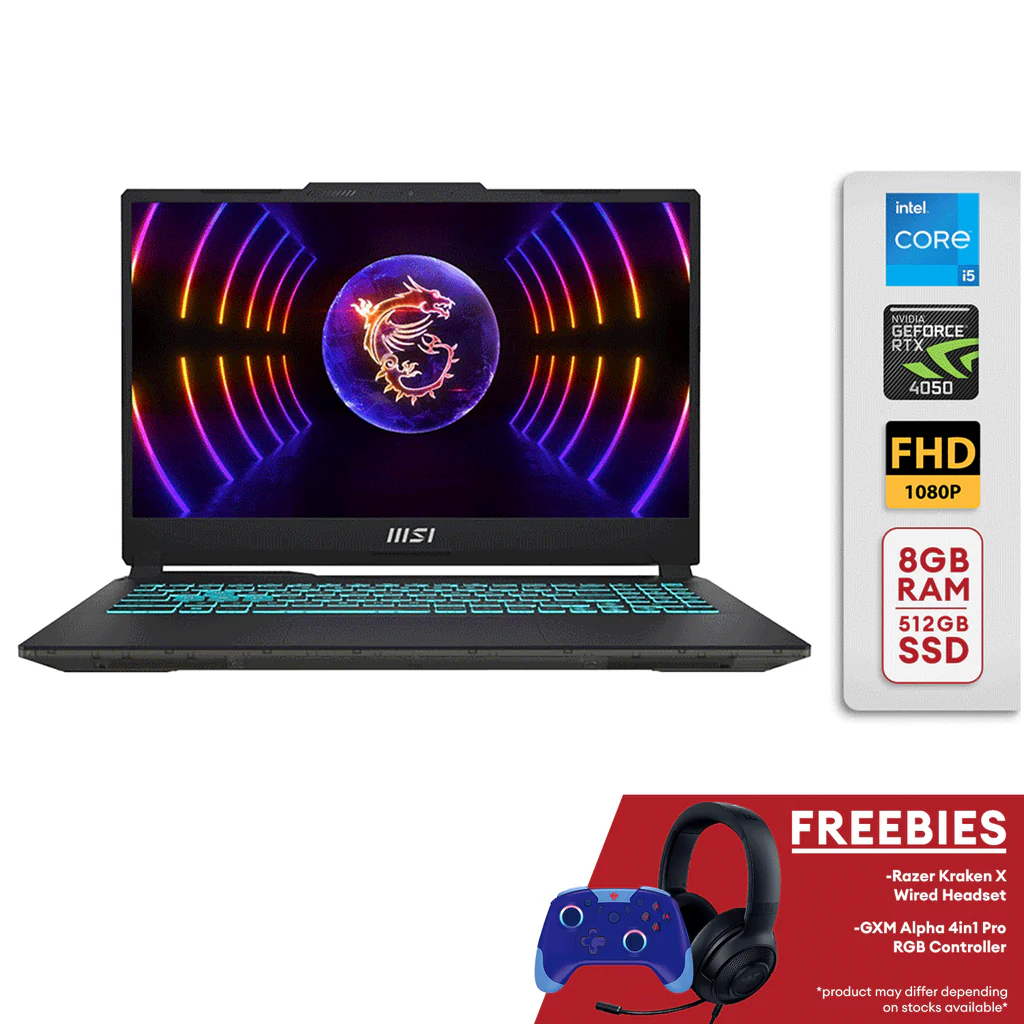 msi
intel.
CORE
i5
NVIDIA
GEFORCE
RTX
4050
FHD
1080P
8GB
RAM
512GB
SSD
FREEBIES
-Razer Kraken X
Wired Headset
-GXM Alpha 4in1 Pro
RGB Controller
*product may differ depending
on stocks available*